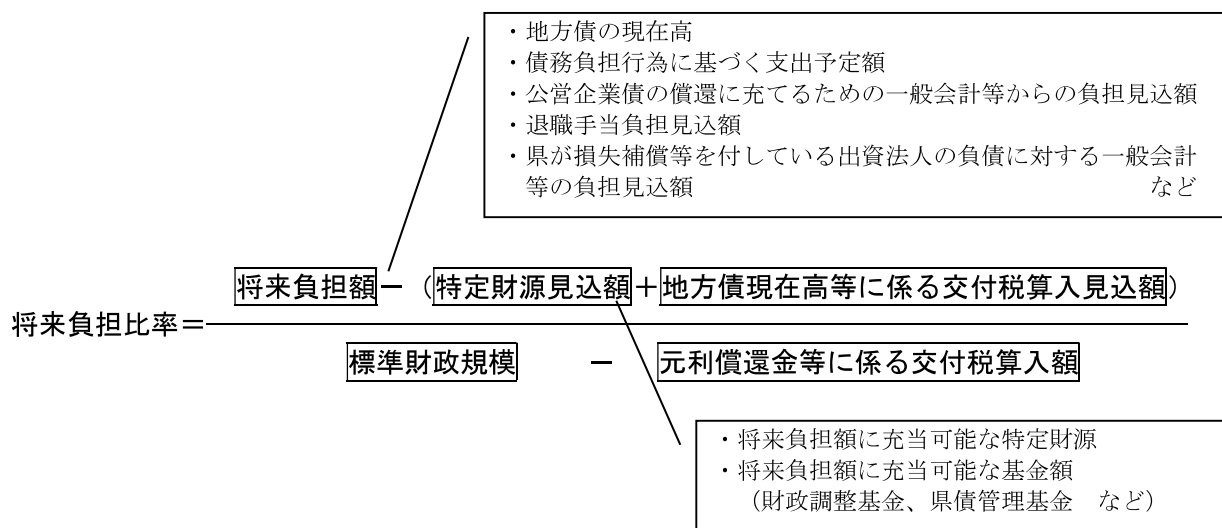 ・地方債の現在高
・債務負担行為に基づく支出予定額
・公営企業債の償還に充てるための一般会計等からの負担見込額
・退職手当負担見込額
・県が損失補償等を付している出資法人の負債に対する一般会計
等の負担見込額 など
将来負担額－（特定財源見込額＋地方債現在高等に係る交付税算入見込額）
将来負担比率＝
標準財政規模 － 元利償還金等に係る交付税算入額
・将来負担額に充当可能な特定財源
・将来負担額に充当可能な基金額
（財政調整基金、県債管理基金 など）